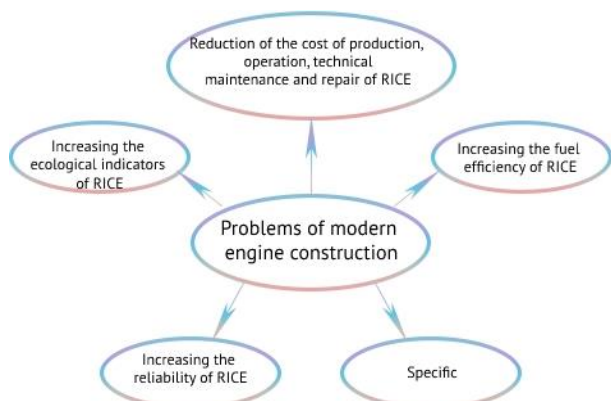 Reduction of the cost of production,
operation, technical
maintenance and repair of RICE
Increasing the
ecological indicators
of RICE
Increasing the fuel
efficiency of RICE
Problems of modern
engine construction
Increasing the
reliability of RICE
Specific